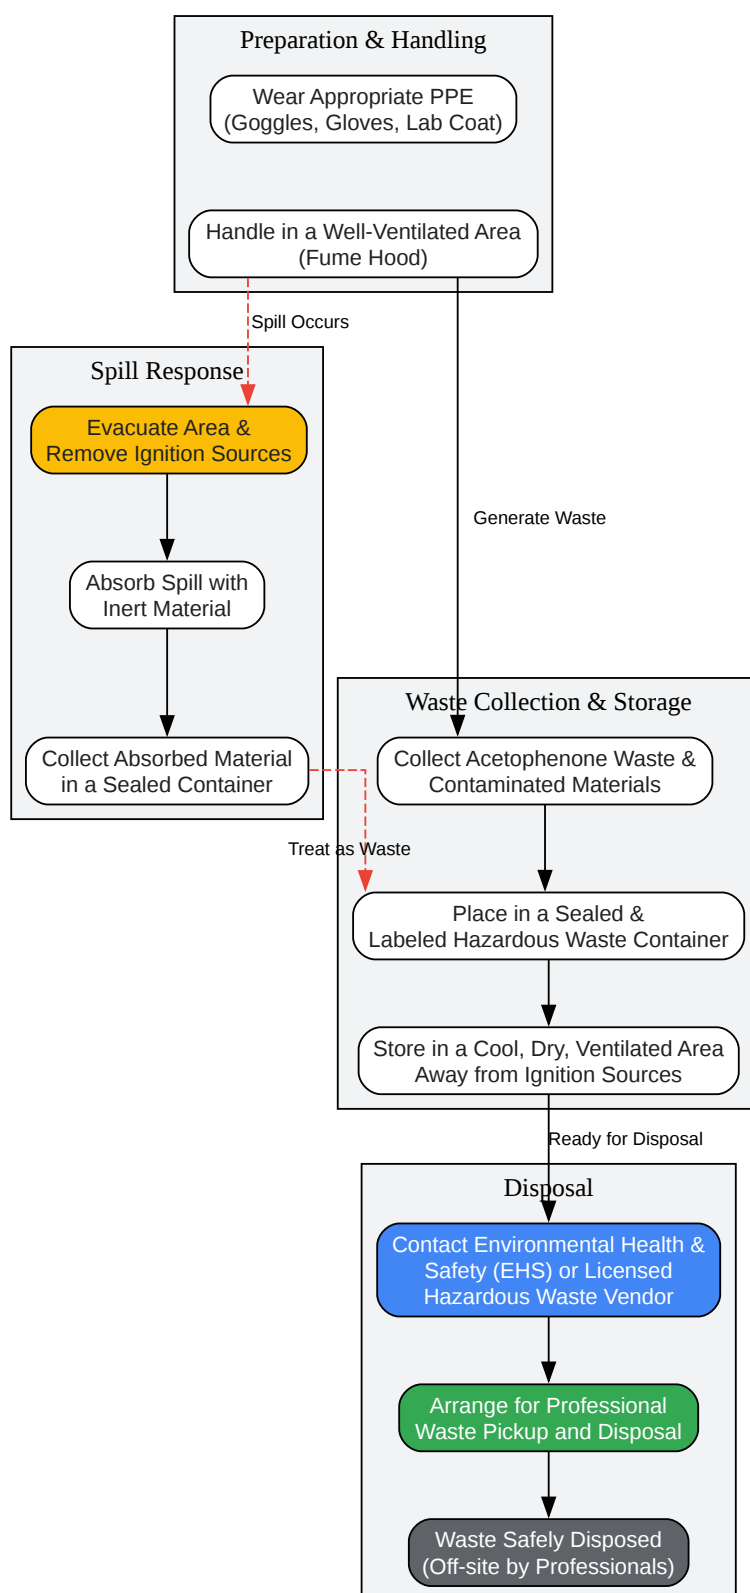 Preparation & Handling
Wear Appropriate PPE
(Goggles, Gloves, Lab Coat)
Handle in a Well-Ventilated Area
(Fume Hood)
Spill Occurs
Spill Response
Evacuate Area &
Remove Ignition Sources
Generate Waste
Absorb Spill with
Inert Material
Waste Collection & Storage
Collect Absorbed Material
in a Sealed Container
Collect Acetophenone Waste &
Contaminated Materials
Treat as Waste
Place in a Sealed &
Labeled Hazardous Waste Container
Store in a Cool, Dry, Ventilated Area
Away from Ignition Sources
Ready for Disposal
Disposal
Contact Environmental Health &
Safety (EHS) or Licensed
Hazardous Waste Vendor
Arrange for Professional
Waste Pickup and Disposal
Waste Safely Disposed
(Off-site by Professionals)